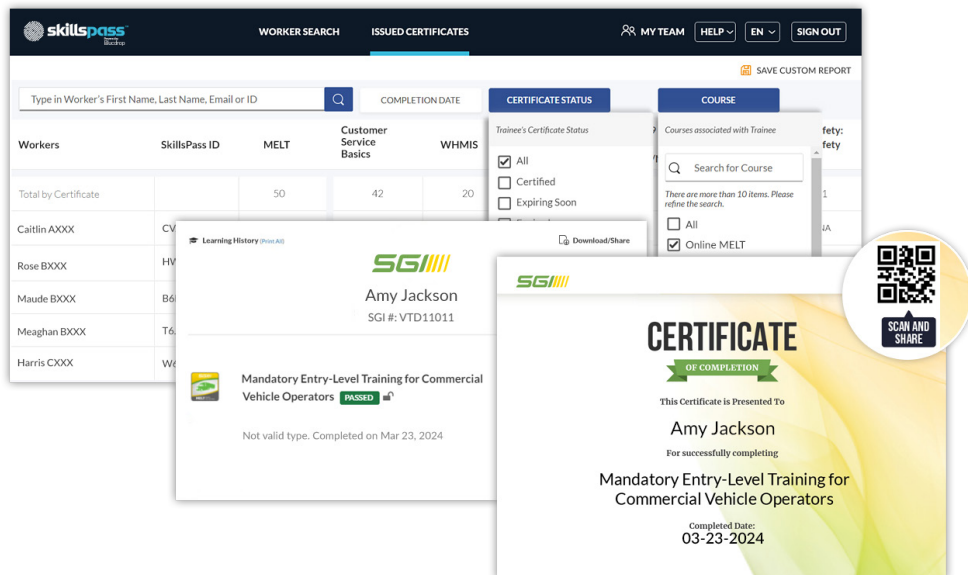 skillspass
WORKER SEARCH
ISSUED CERTIFICATES
MY TEAM
HELP
EN
SIGN OUT
SAVE CUSTOM REPORT
Type in Worker's First Name, Last Name, Email or ID
COMPLETION DATE
CERTIFICATE STATUS
COURSE
Workers
SkillsPass ID
MELT
Customer
Service
Basics
WHMIS
Trainee's Certificate Status
All
Certified
Expiring Soon
Courses associated with Trainee
Search for Course
There are more than 10 items. Please
refine the search.
All
Online MELT
Total by Certificate
50
42
20
1
Caitlin AXXX
CV
Rose BXXX
Maude BXXX
Meaghan BXXX
Harris CXXX
Learning History (Print All)
Download/Share
SGI
Amy Jackson
SGI #: VTD11011
Mandatory Entry-Level Training for Commercial
Vehicle Operators PASSED
Not valid type. Completed on Mar 23, 2024
SGI
CERTIFICATE
OF COMPLETION
This Certificate is Presented To
Amy Jackson
For successfully completing
Mandatory Entry-Level Training for
Commercial Vehicle Operators
Completed Date:
03-23-2024
SCAN AND
SHARE